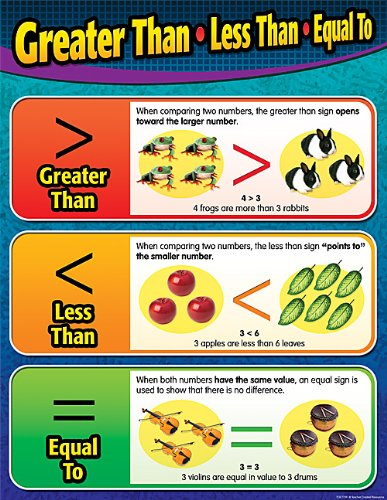 Greater Than • Less Than • Equal To
>
Greater
Than
When comparing two numbers, the greater than sign opens
toward the larger number.
>
4 > 3
4 frogs are more than 3 rabbits
<
Less
Than
When comparing two numbers, the less than sign "points to"
the smaller number.
<
3 < 6
3 apples are less than 6 leaves
=
Equal
To
When both numbers have the same value, an equal sign is
used to show that there is no difference.
=
3 = 3
3 violins are equal in value to 3 drums